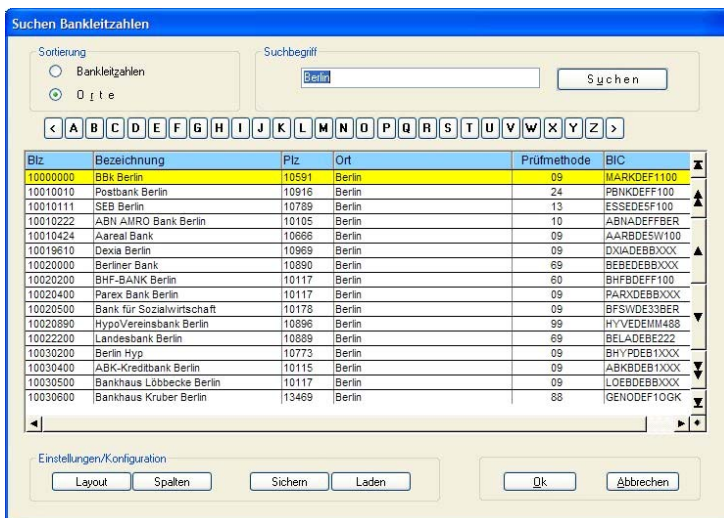 Suchen Bankleitzahlen
Sortierung
Bankleitzahlen
Orte
Suchbegriff
Berlin
Suchen
< A B C D E F G H I J K L M N O P Q R S T U V W X Y Z >
Blz Bezeichnung Plz Ort Prüfmethode BIC
10000000 BBk Berlin 10591 Berlin 09 MARKDEF1100
10010010 Postbank Berlin 10916 Berlin 24 PBNKDEFF100
10010111 SEB Berlin 10789 Berlin 13 ESSEDE5F100
10010222 ABN AMRO Bank Berlin 10105 Berlin 10 ABNADEFFBER
10010424 Aareal Bank 10666 Berlin 09 AARBDE5W100
10019610 Dexia Berlin 10969 Berlin 09 DXIADEBBXXX
10020000 Berliner Bank 10890 Berlin 69 BEBEDEBBXXX
10020200 BHF-BANK Berlin 10117 Berlin 60 BHFBDEFF100
10020400 Parex Bank Berlin 10117 Berlin 09 PARXDEBBXXX
10020500 Bank für Sozialwirtschaft 10178 Berlin 09 BFSWDE33BER
10020890 HypoVereinsbank Berlin 10896 Berlin 99 HYVEDEMM488
10022200 Landesbank Berlin 10889 Berlin 69 BELADEBE222
10030200 Berlin Hyp 10773 Berlin 09 BHYPDEB1XXX
10030400 ABK-Kreditbank Berlin 10115 Berlin 09 ABKBDEB1XXX
10030500 Bankhaus Löbbecke Berlin 10117 Berlin 09 LOEBDEBBXXX
10030600 Bankhaus Kruber Berlin 13469 Berlin 88 GENODEF1OGK
Einstellungen/Konfiguration
Layout Spalten Sichern Laden Ok Abbrechen